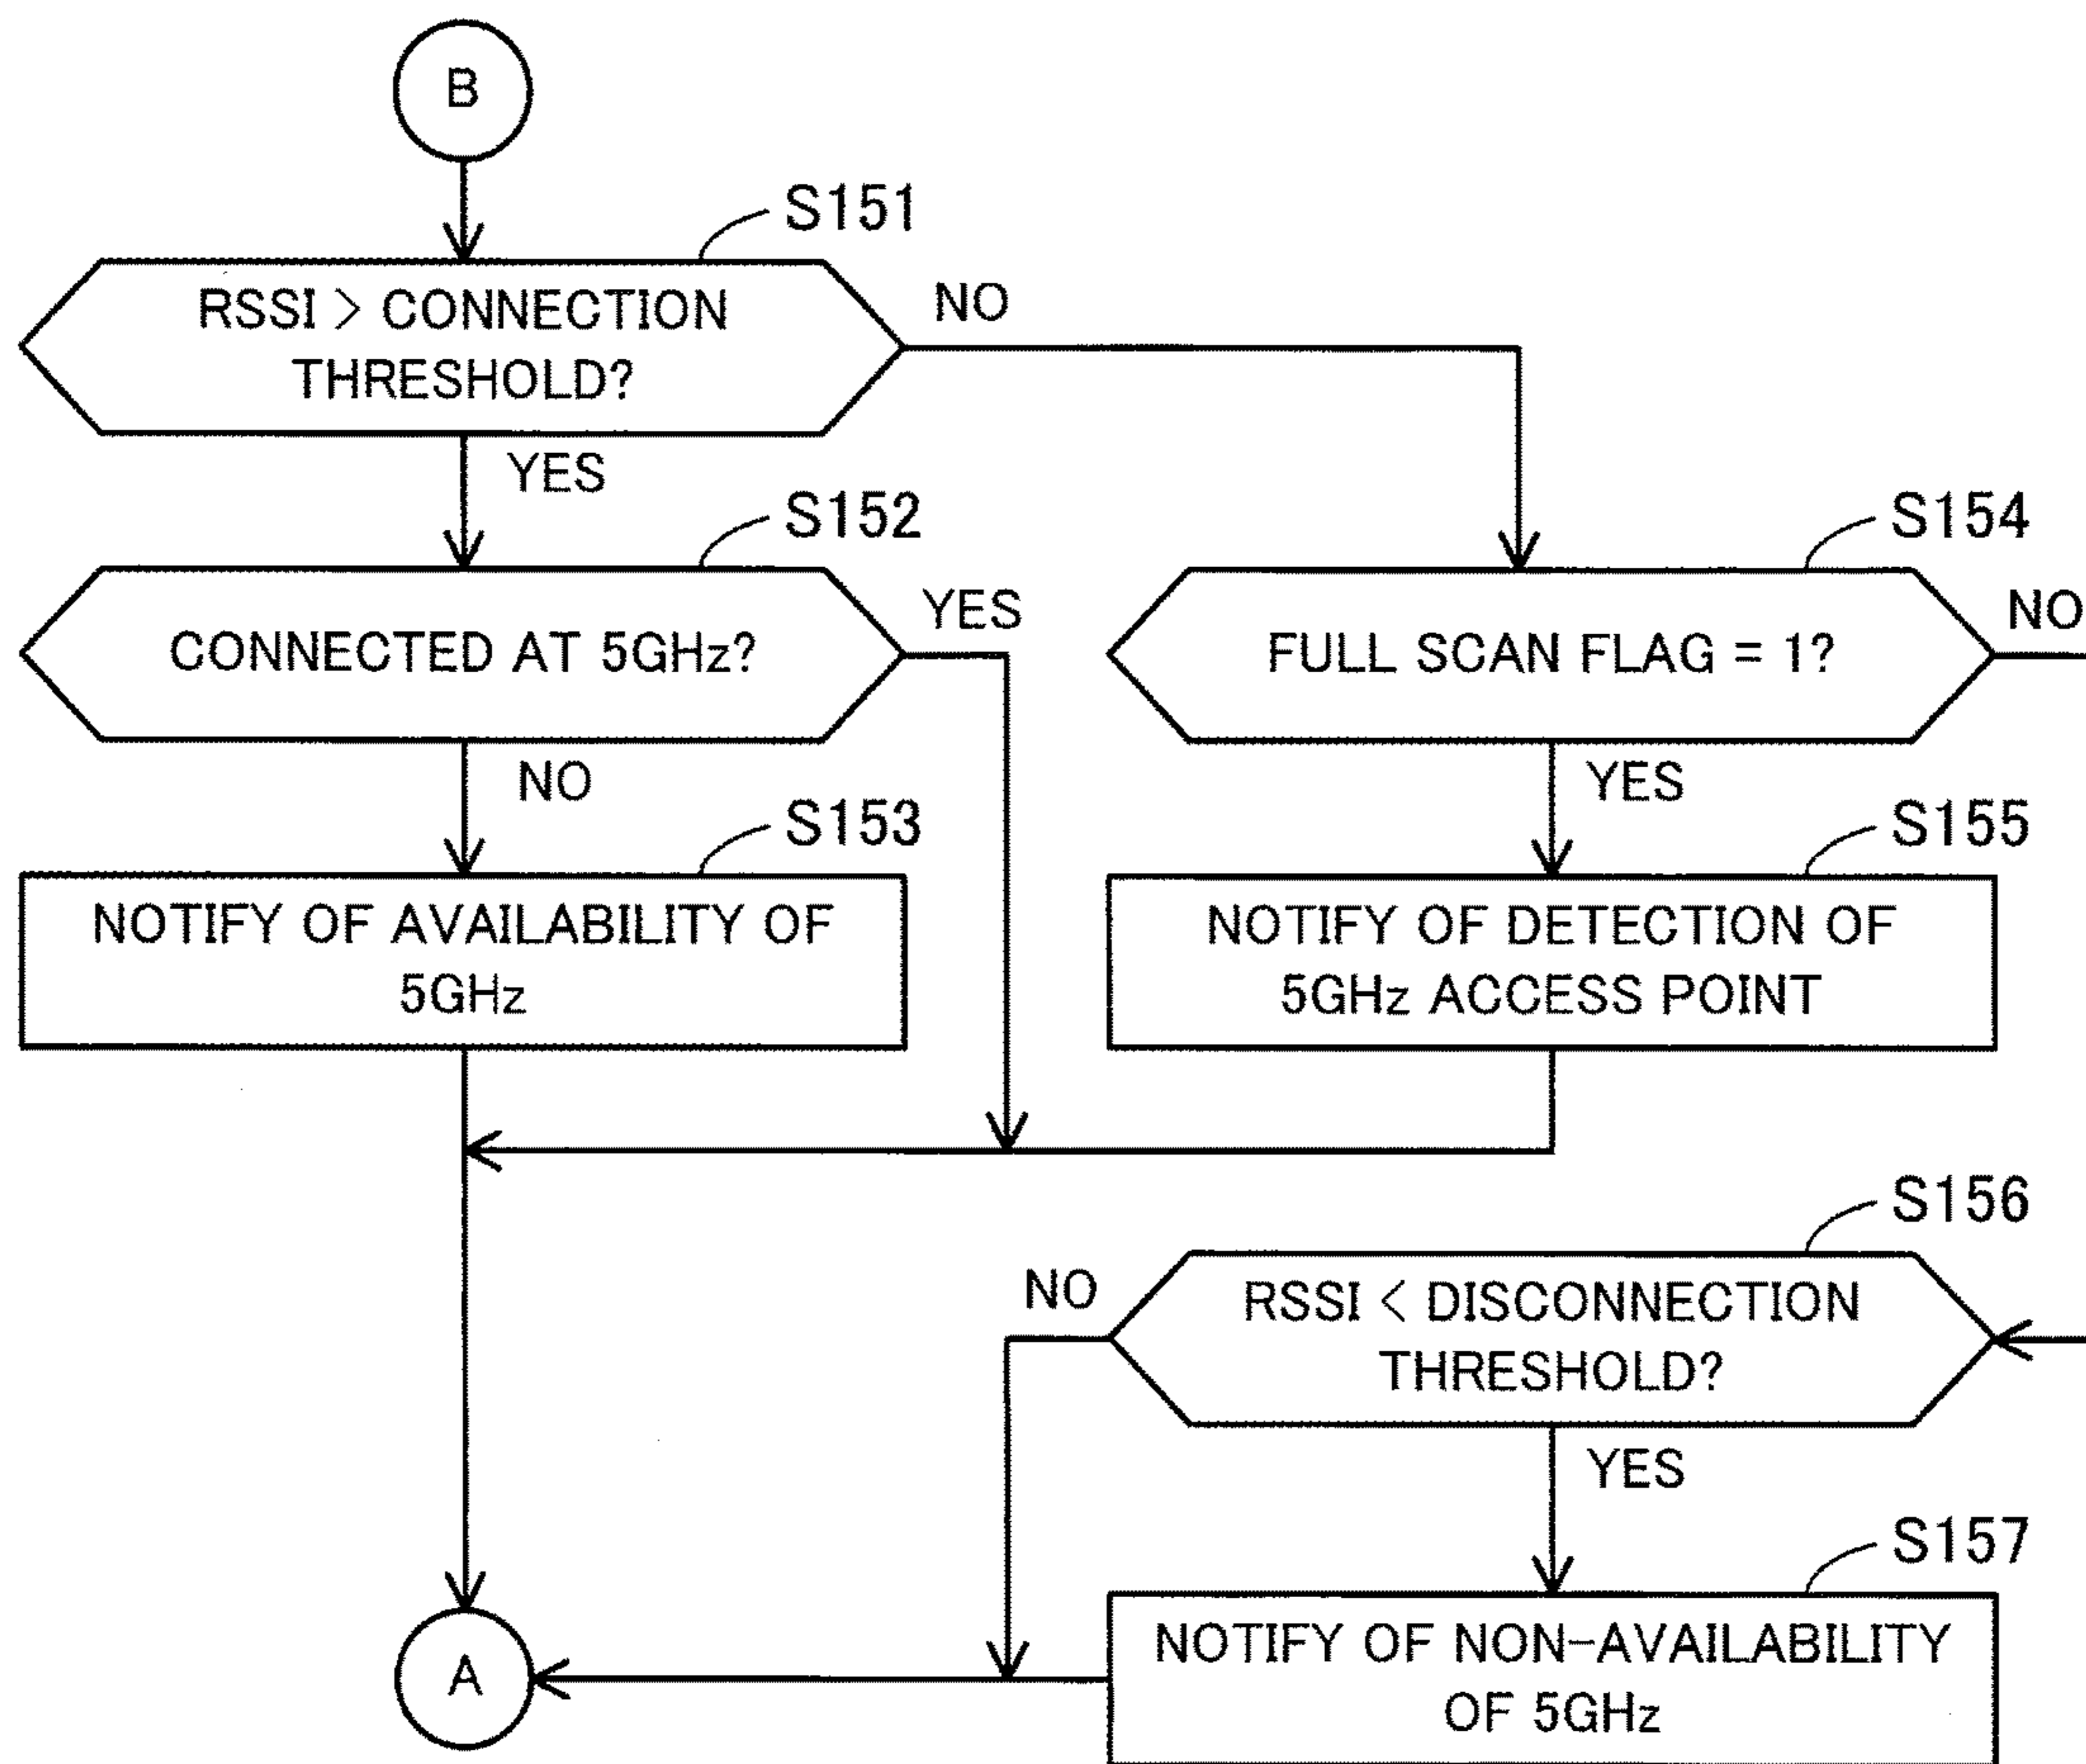 B
S151
RSSI > CONNECTION
THRESHOLD?
NO
YES
S152
CONNECTED AT 5GHz?
YES
NO
S153
NOTIFY OF AVAILABILITY OF
5GHz
S154
FULL SCAN FLAG = 1?
NO
YES
S155
NOTIFY OF DETECTION OF
5GHz ACCESS POINT
S156
RSSI < DISCONNECTION
THRESHOLD?
NO
YES
S157
NOTIFY OF NON-AVAILABILITY
OF 5GHz
A